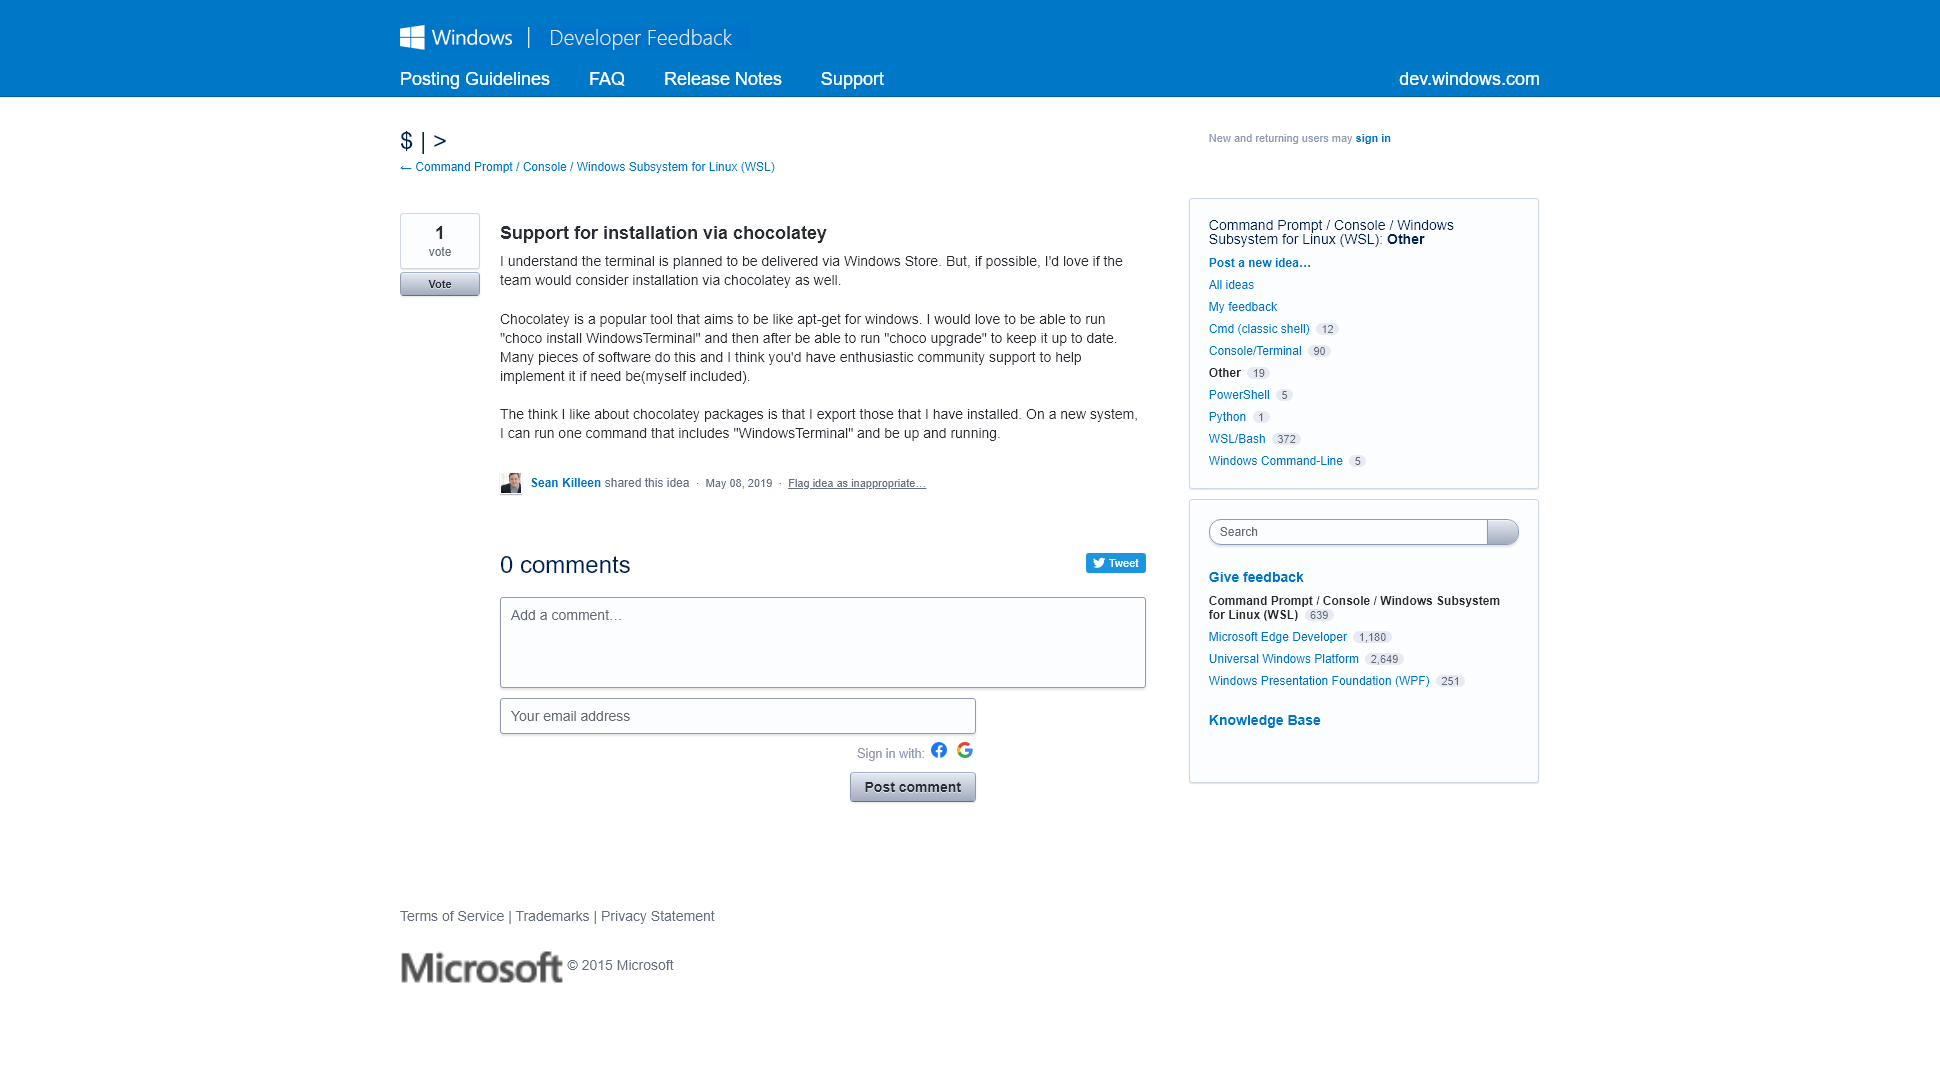 Windows | Developer Feedback
Posting Guidelines FAQ Release Notes Support dev.windows.com
$ | >
← Command Prompt / Console / Windows Subsystem for Linux (WSL)
New and returning users may sign in
1
vote
Vote
Support for installation via chocolatey
I understand the terminal is planned to be delivered via Windows Store. But, if possible, I'd love if the
team would consider installation via chocolatey as well.
Chocolatey is a popular tool that aims to be like apt-get for windows. I would love to be able to run
"choco install WindowsTerminal" and then after be able to run "choco upgrade" to keep it up to date.
Many pieces of software do this and I think you'd have enthusiastic community support to help
implement it if need be(myself included).
The think I like about chocolatey packages is that I export those that I have installed. On a new system,
I can run one command that includes "WindowsTerminal" and be up and running.
Sean Killeen shared this idea · May 08, 2019 · Flag idea as inappropriate…
0 comments
Tweet
Add a comment…
Your email address
Sign in with:
Post comment
Command Prompt / Console / Windows
Subsystem for Linux (WSL): Other
Post a new idea…
All ideas
My feedback
Cmd (classic shell) 12
Console/Terminal 90
Other 19
PowerShell 5
Python 1
WSL/Bash 372
Windows Command-Line 5
Search
Give feedback
Command Prompt / Console / Windows Subsystem
for Linux (WSL) 639
Microsoft Edge Developer 1,180
Universal Windows Platform 2,649
Windows Presentation Foundation (WPF) 251
Knowledge Base
Terms of Service | Trademarks | Privacy Statement
Microsoft © 2015 Microsoft